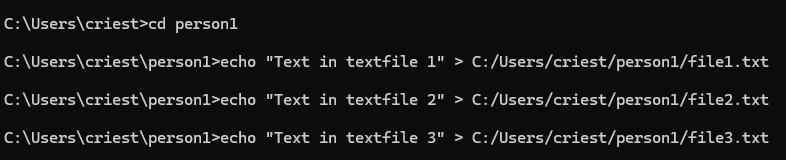 C:\Users\criest>cd person1
C:\Users\criest\person1>echo "Text in textfile 1" > C:/Users/criest/person1/file1.txt
C:\Users\criest\person1>echo "Text in textfile 2" > C:/Users/criest/person1/file2.txt
C:\Users\criest\person1>echo "Text in textfile 3" > C:/Users/criest/person1/file3.txt